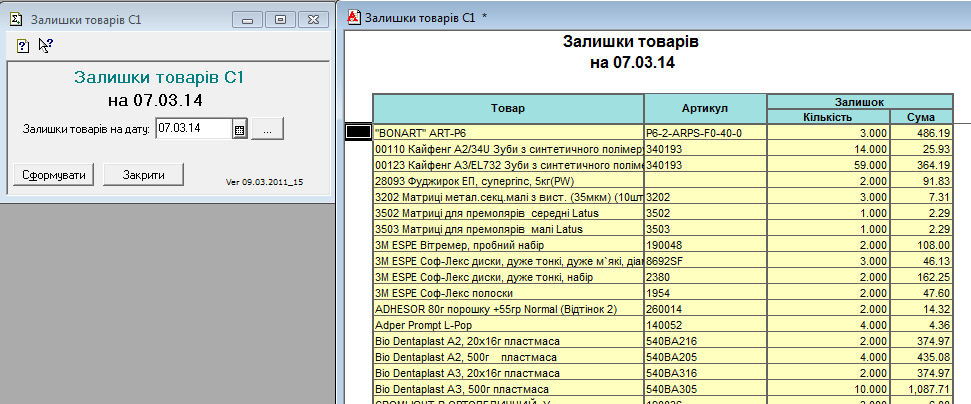 Залишки товарів С1
Залишки товарів С1
на 07.03.14
Залишки товарів на дату: 07.03.14 ...
Сформувати Закрити
Ver 09.03.2011_15
Залишки товарів С1 *
Залишки товарів
на 07.03.14
Товар Артикул Залишок
Кількість Сума
"BONART" ART-P6 P6-2-ARPS-F0-40-0 3.000 486.19
00110 Кайфенг А2/34U Зуби з синтетичного полімеру 340193 14.000 25.93
00123 Кайфенг А3/EL732 Зуби з синтетичного поліме 340193 59.000 364.19
28093 Фуджирок ЕП, супергіпс, 5кг(PW) 2.000 91.83
3202 Матриці метал.секц.малі з вист. (35мкм) (10шт 3202 3.000 7.31
3502 Матриці для премолярів середні Latus 3502 1.000 2.29
3503 Матриці для премолярів малі Latus 3503 1.000 2.29
3M ESPE Вітремер, пробний набір 190048 2.000 108.00
3M ESPE Соф-Лекс диски, дуже тонкі, дуже м`які, діам 8692SF 3.000 46.13
3M ESPE Соф-Лекс диски, дуже тонкі, набір 2380 2.000 162.25
3M ESPE Соф-Лекс полоски 1954 2.000 47.60
ADHESOR 80г порошку +55гр Normal (Відтінок 2) 260014 2.000 14.32
Adper Prompt L-Pop 140052 4.000 4.36
Bio Dentaplast A2, 20x16г пластмаса 540BA216 2.000 374.97
Bio Dentaplast A2, 500г пластмаса 540BA205 4.000 435.08
Bio Dentaplast A3, 20x16г пластмаса 540BA316 2.000 374.97
Bio Dentaplast A3, 500г пластмаса 540BA305 10.000 1,087.71